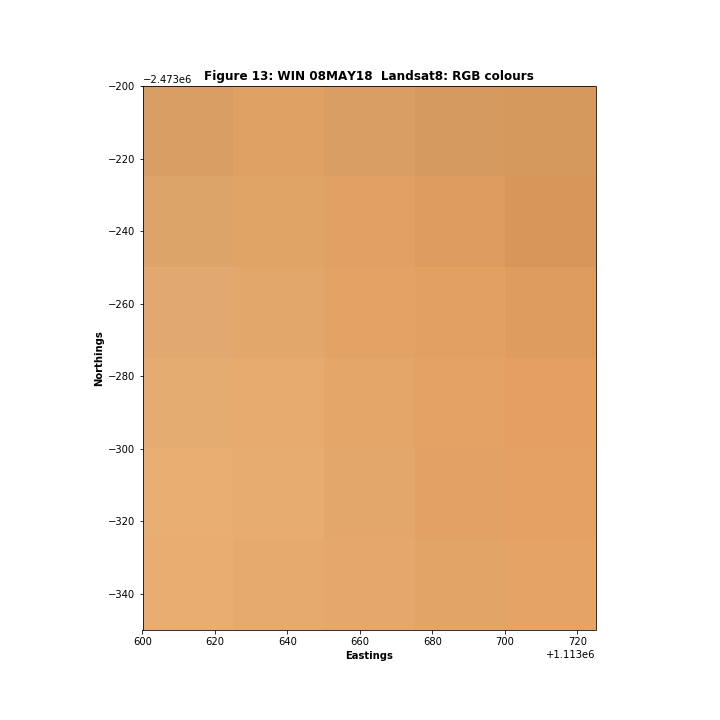 Figure 13: WIN 08MAY18  Landsat8: RGB colours
−2.473e6
−200
−220
−240
−260
−280
−300
−320
−340
Northings
600 620 640 660 680 700 720
Eastings
+1.113e6